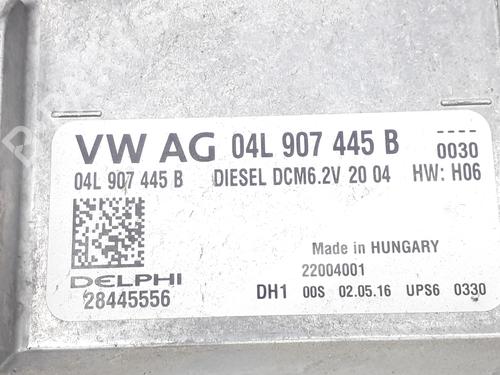 VW AG 04L 907 445 B
----
0030
04L 907 445 B DIESEL DCM6.2V 20 04 HW: H06
Made in HUNGARY
22004001
DELPHI
28445556
DH1 00S 02.05.16 UPS6 0330